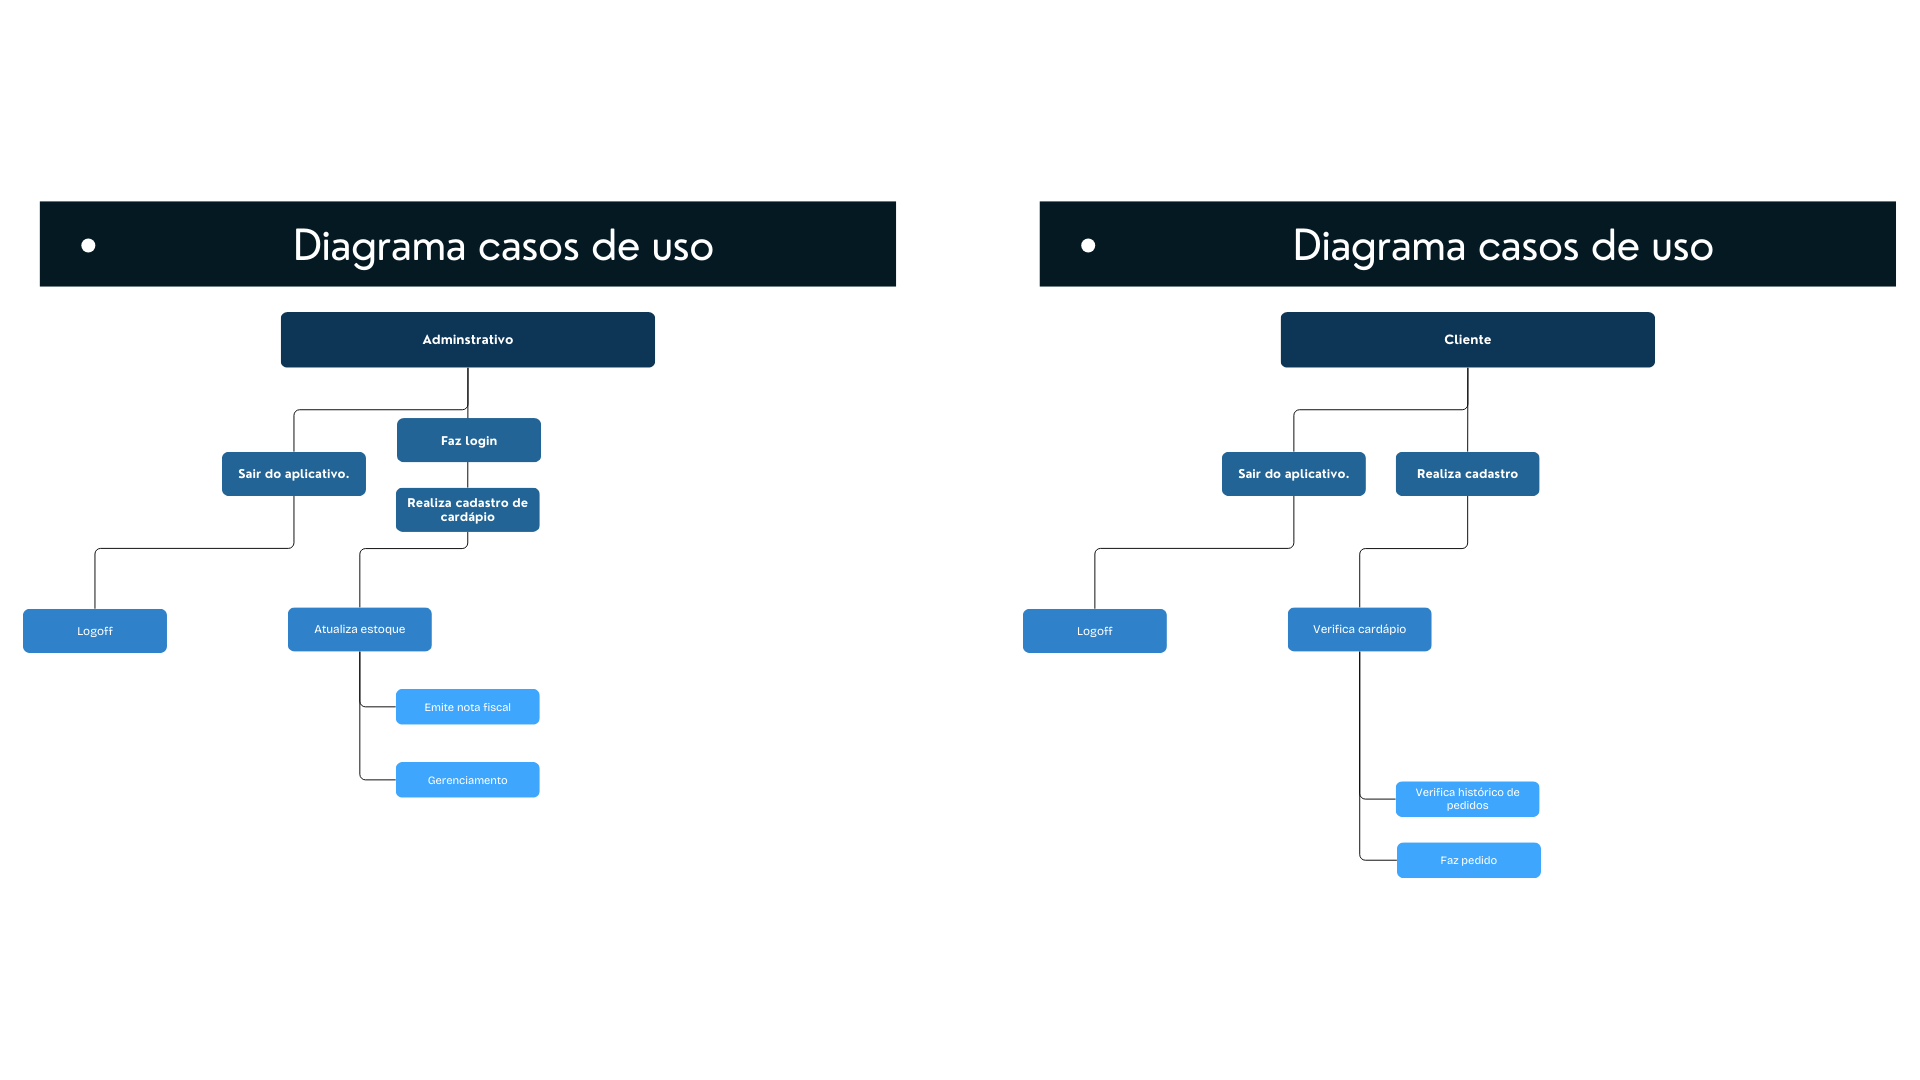 Diagrama casos de uso
Adminstrativo
Faz login
Sair do aplicativo.
Realiza cadastro de
cardápio
Logoff
Atualiza estoque
Emite nota fiscal
Gerenciamento
Diagrama casos de uso
Cliente
Sair do aplicativo.
Realiza cadastro
Logoff
Verifica cardápio
Verifica histórico de
pedidos
Faz pedido